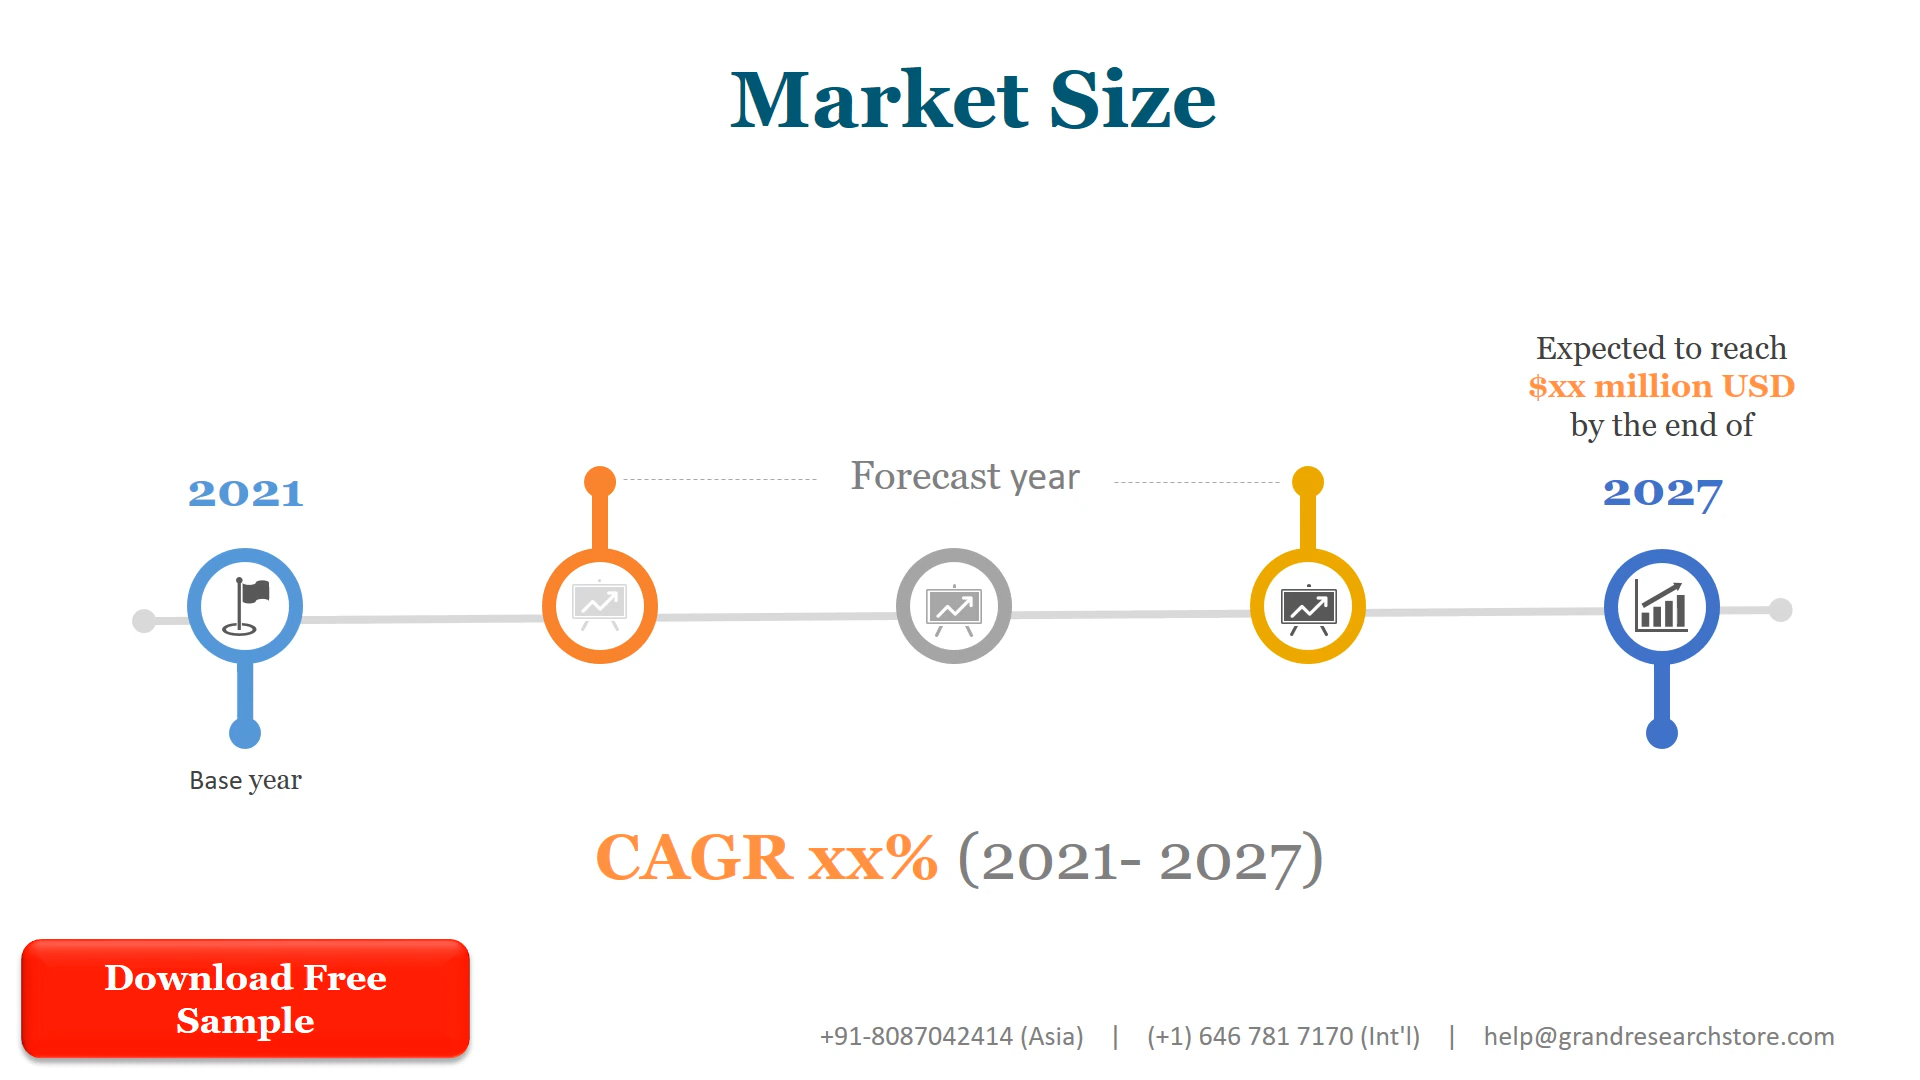 Market Size
Expected to reach
$xx million USD
by the end of
2021
Forecast year
2027
Base year
CAGR xx% (2021- 2027)
Download Free
Sample
+91-8087042414 (Asia) | (+1) 646 781 7170 (Int'l) | help@grandresearchstore.com